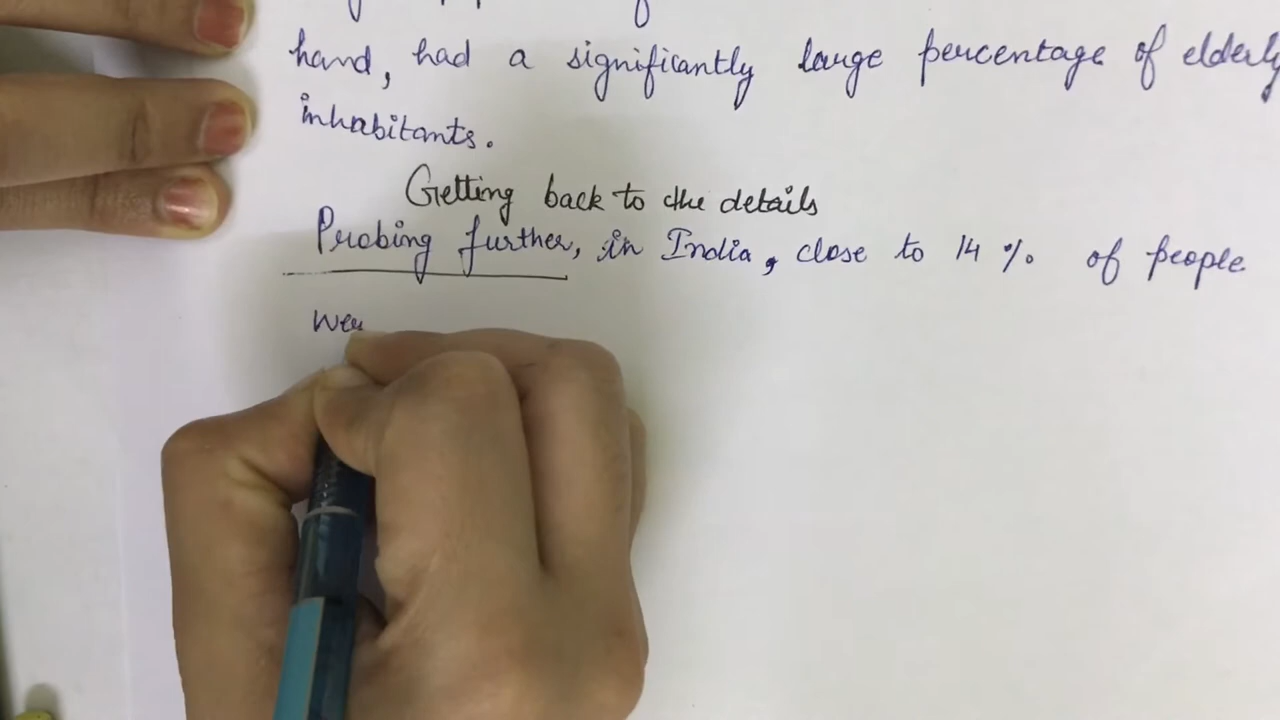 hand, had a significantly large percentage of elderly
inhabitants.
Getting back to the details
Probing further, in India, close to 14 % of people